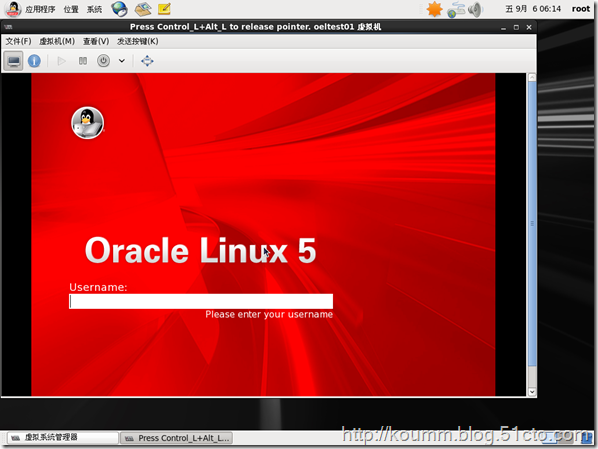 应用程序 位置 系统 五 9月 6 06:14 root
Press Control_L+Alt_L to release pointer. oeltest01 虚拟机
文件(F) 虚拟机(M) 查看(V) 发送按键(K)
Oracle Linux 5
Username:
Please enter your username
虚拟系统管理器 Press Control_L+Alt_L...
http://koumm.blog.51cto.com